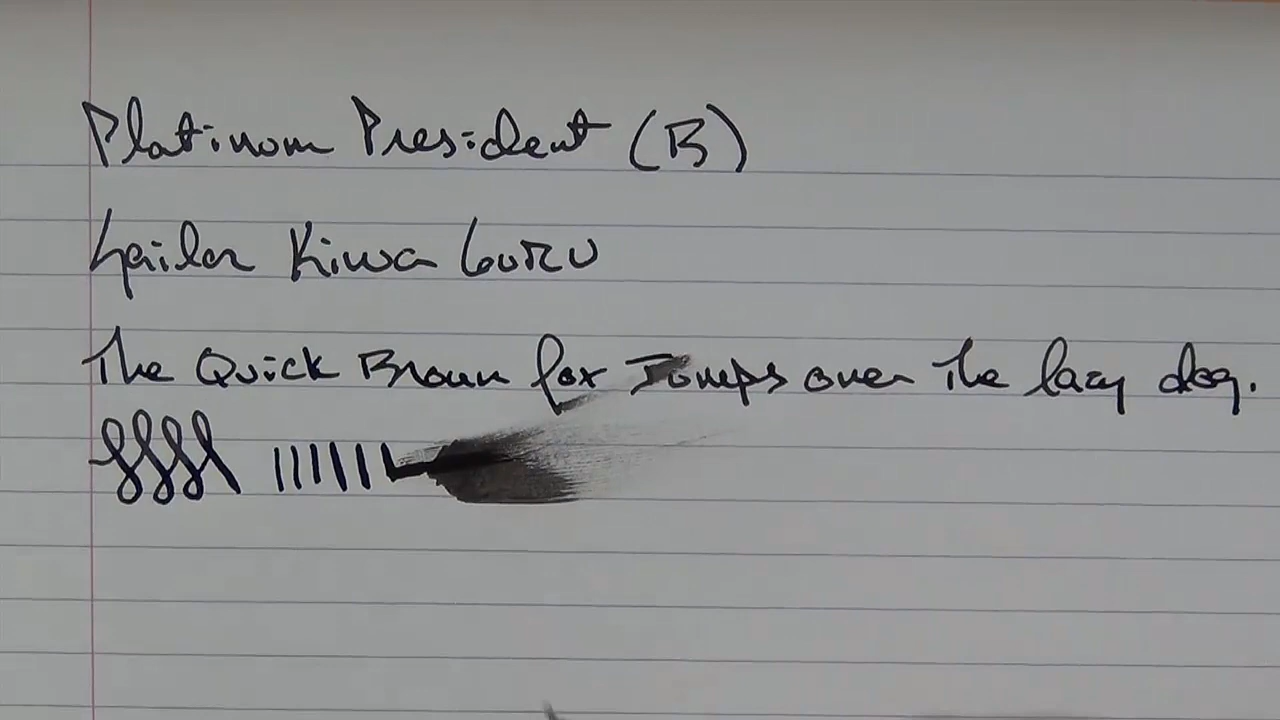 Platinum President (B)
Sailor Kiwa Guro
The Quick Brown fox Jumps over The lazy dog.